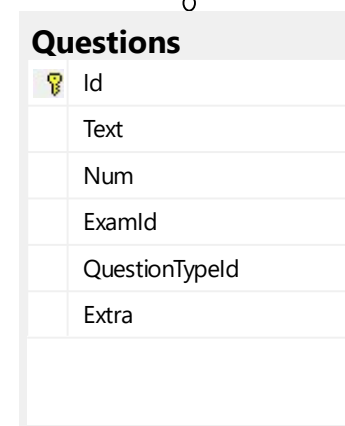 Questions
Id
Text
Num
ExamId
QuestionTypeId
Extra